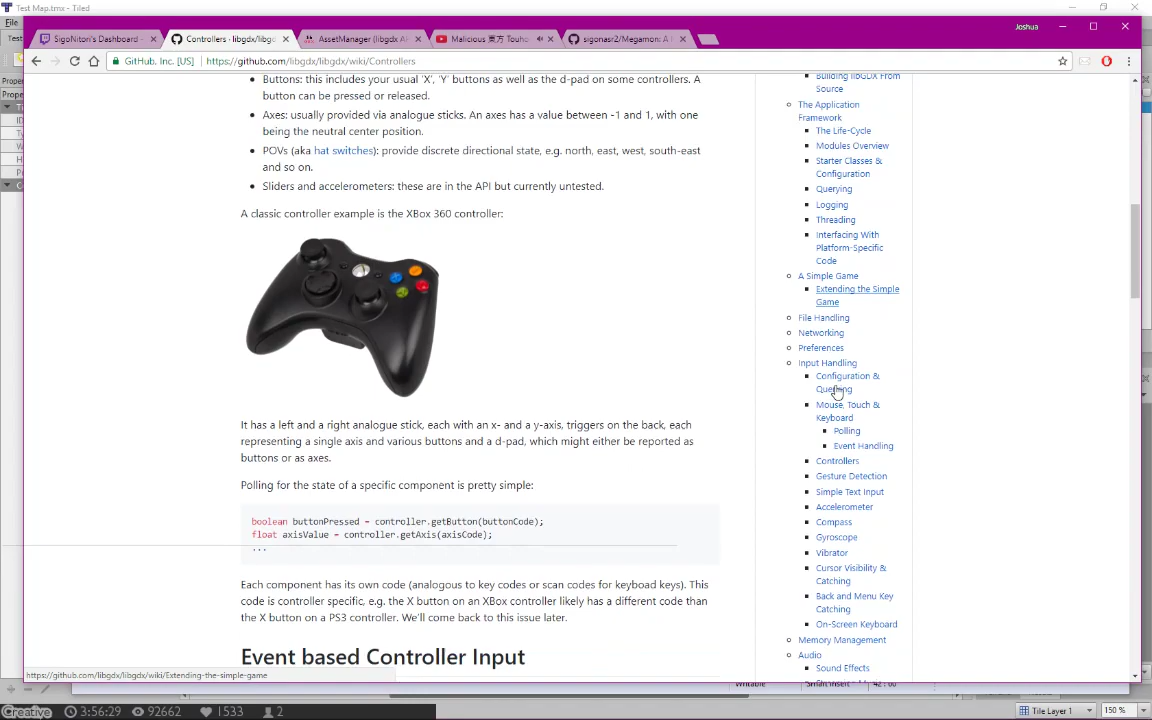 Test Map.tmx - Tiled
File
SigoNitori's Dashboard -
Controllers · libgdx/libgd
AssetManager (libgdx AP
Malicious 東方 Touho
sigonasr2/Megamon: A
Joshua
GitHub, Inc. [US]
https://github.com/libgdx/libgdx/wiki/Controllers
Buttons: this includes your usual 'X', 'Y' buttons as well as the d-pad on some controllers. A
button can be pressed or released.
Axes: usually provided via analogue sticks. An axes has a value between -1 and 1, with one
being the neutral center position.
POVs (aka hat switches): provide discrete directional state, e.g. north, east, west, south-east
and so on.
Sliders and accelerometers: these are in the API but currently untested.
A classic controller example is the XBox 360 controller:
It has a left and a right analogue stick, each with an x- and a y-axis, triggers on the back, each
representing a single axis and various buttons and a d-pad, which might either be reported as
buttons or as axes.
Polling for the state of a specific component is pretty simple:
boolean buttonPressed = controller.getButton(buttonCode);
float axisValue = controller.getAxis(axisCode);
...
Each component has its own code (analogous to key codes or scan codes for keyboad keys). This
code is controller specific, e.g. the X button on an XBox controller likely has a different code than
the X button on a PS3 controller. We'll come back to this issue later.
Event based Controller Input
Building libGDX From
Source
The Application
Framework
The Life-Cycle
Modules Overview
Starter Classes &
Configuration
Querying
Logging
Threading
Interfacing With
Platform-Specific
Code
A Simple Game
Extending the Simple
Game
File Handling
Networking
Preferences
Input Handling
Configuration &
Querying
Mouse, Touch &
Keyboard
Polling
Event Handling
Controllers
Gesture Detection
Simple Text Input
Accelerometer
Compass
Gyroscope
Vibrator
Cursor Visibility &
Catching
Back and Menu Key
Catching
On-Screen Keyboard
Memory Management
Audio
Sound Effects
https://github.com/libgdx/libgdx/wiki/Extending-the-simple-game
Creative
3:56:29
92662
1533
2
Tile Layer 1
150 %